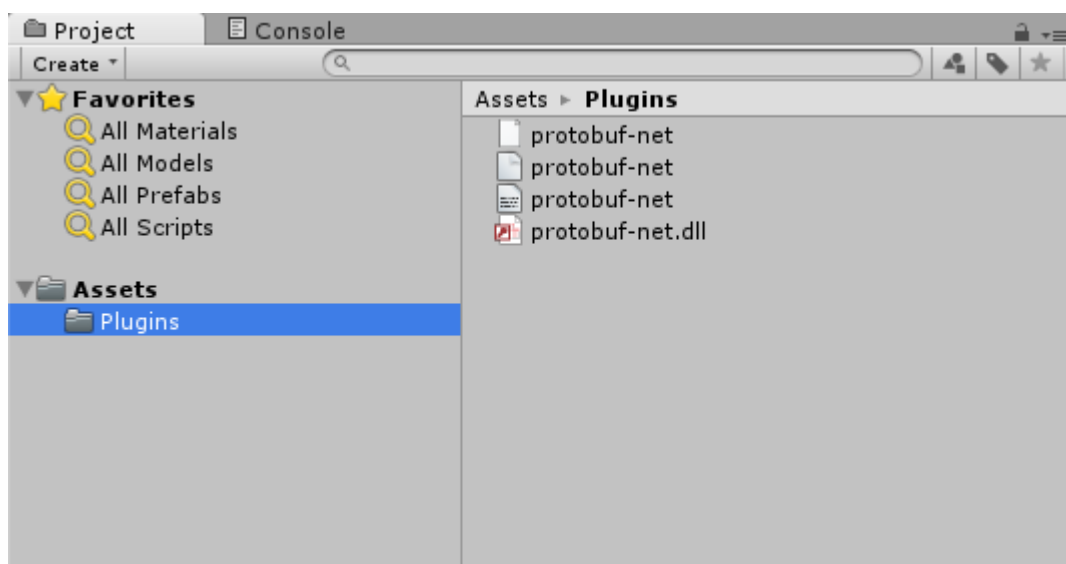 Project Console
Create
Favorites
All Materials
All Models
All Prefabs
All Scripts
Assets
Plugins
Assets Plugins
protobuf-net
protobuf-net
protobuf-net
protobuf-net.dll